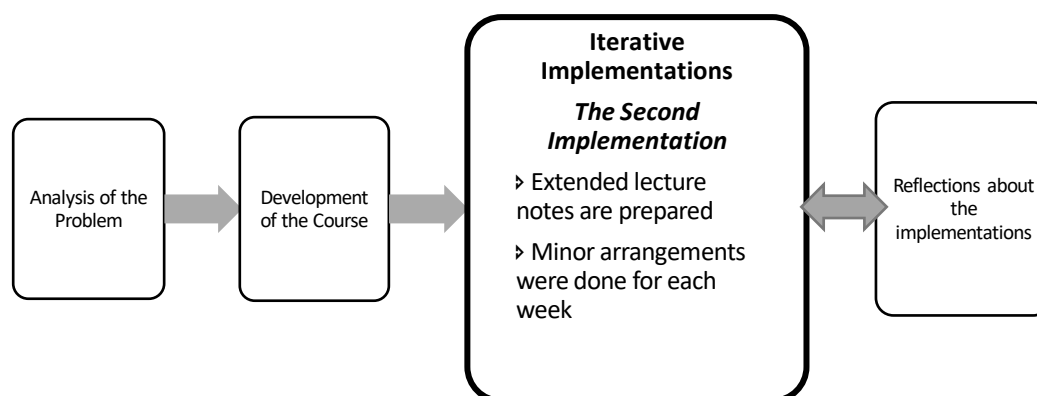 Analysis of the
Problem
Development
of the Course
Iterative
Implementations
The Second
Implementation
▹ Extended lecture
notes are prepared
▹ Minor arrangements
were done for each
week
Reflections about
the
implementations